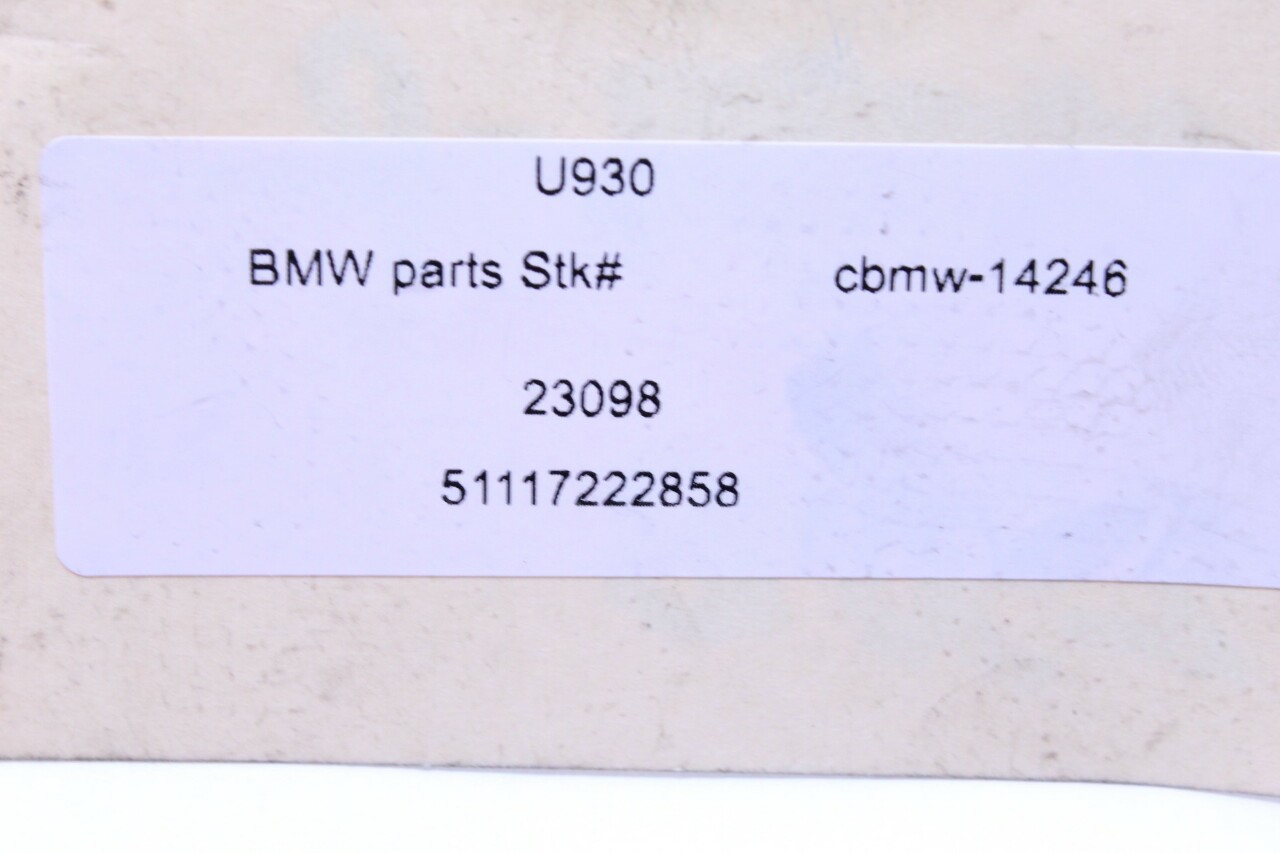 U930
BMW parts Stk# cbmw-14246
23098
51117222858